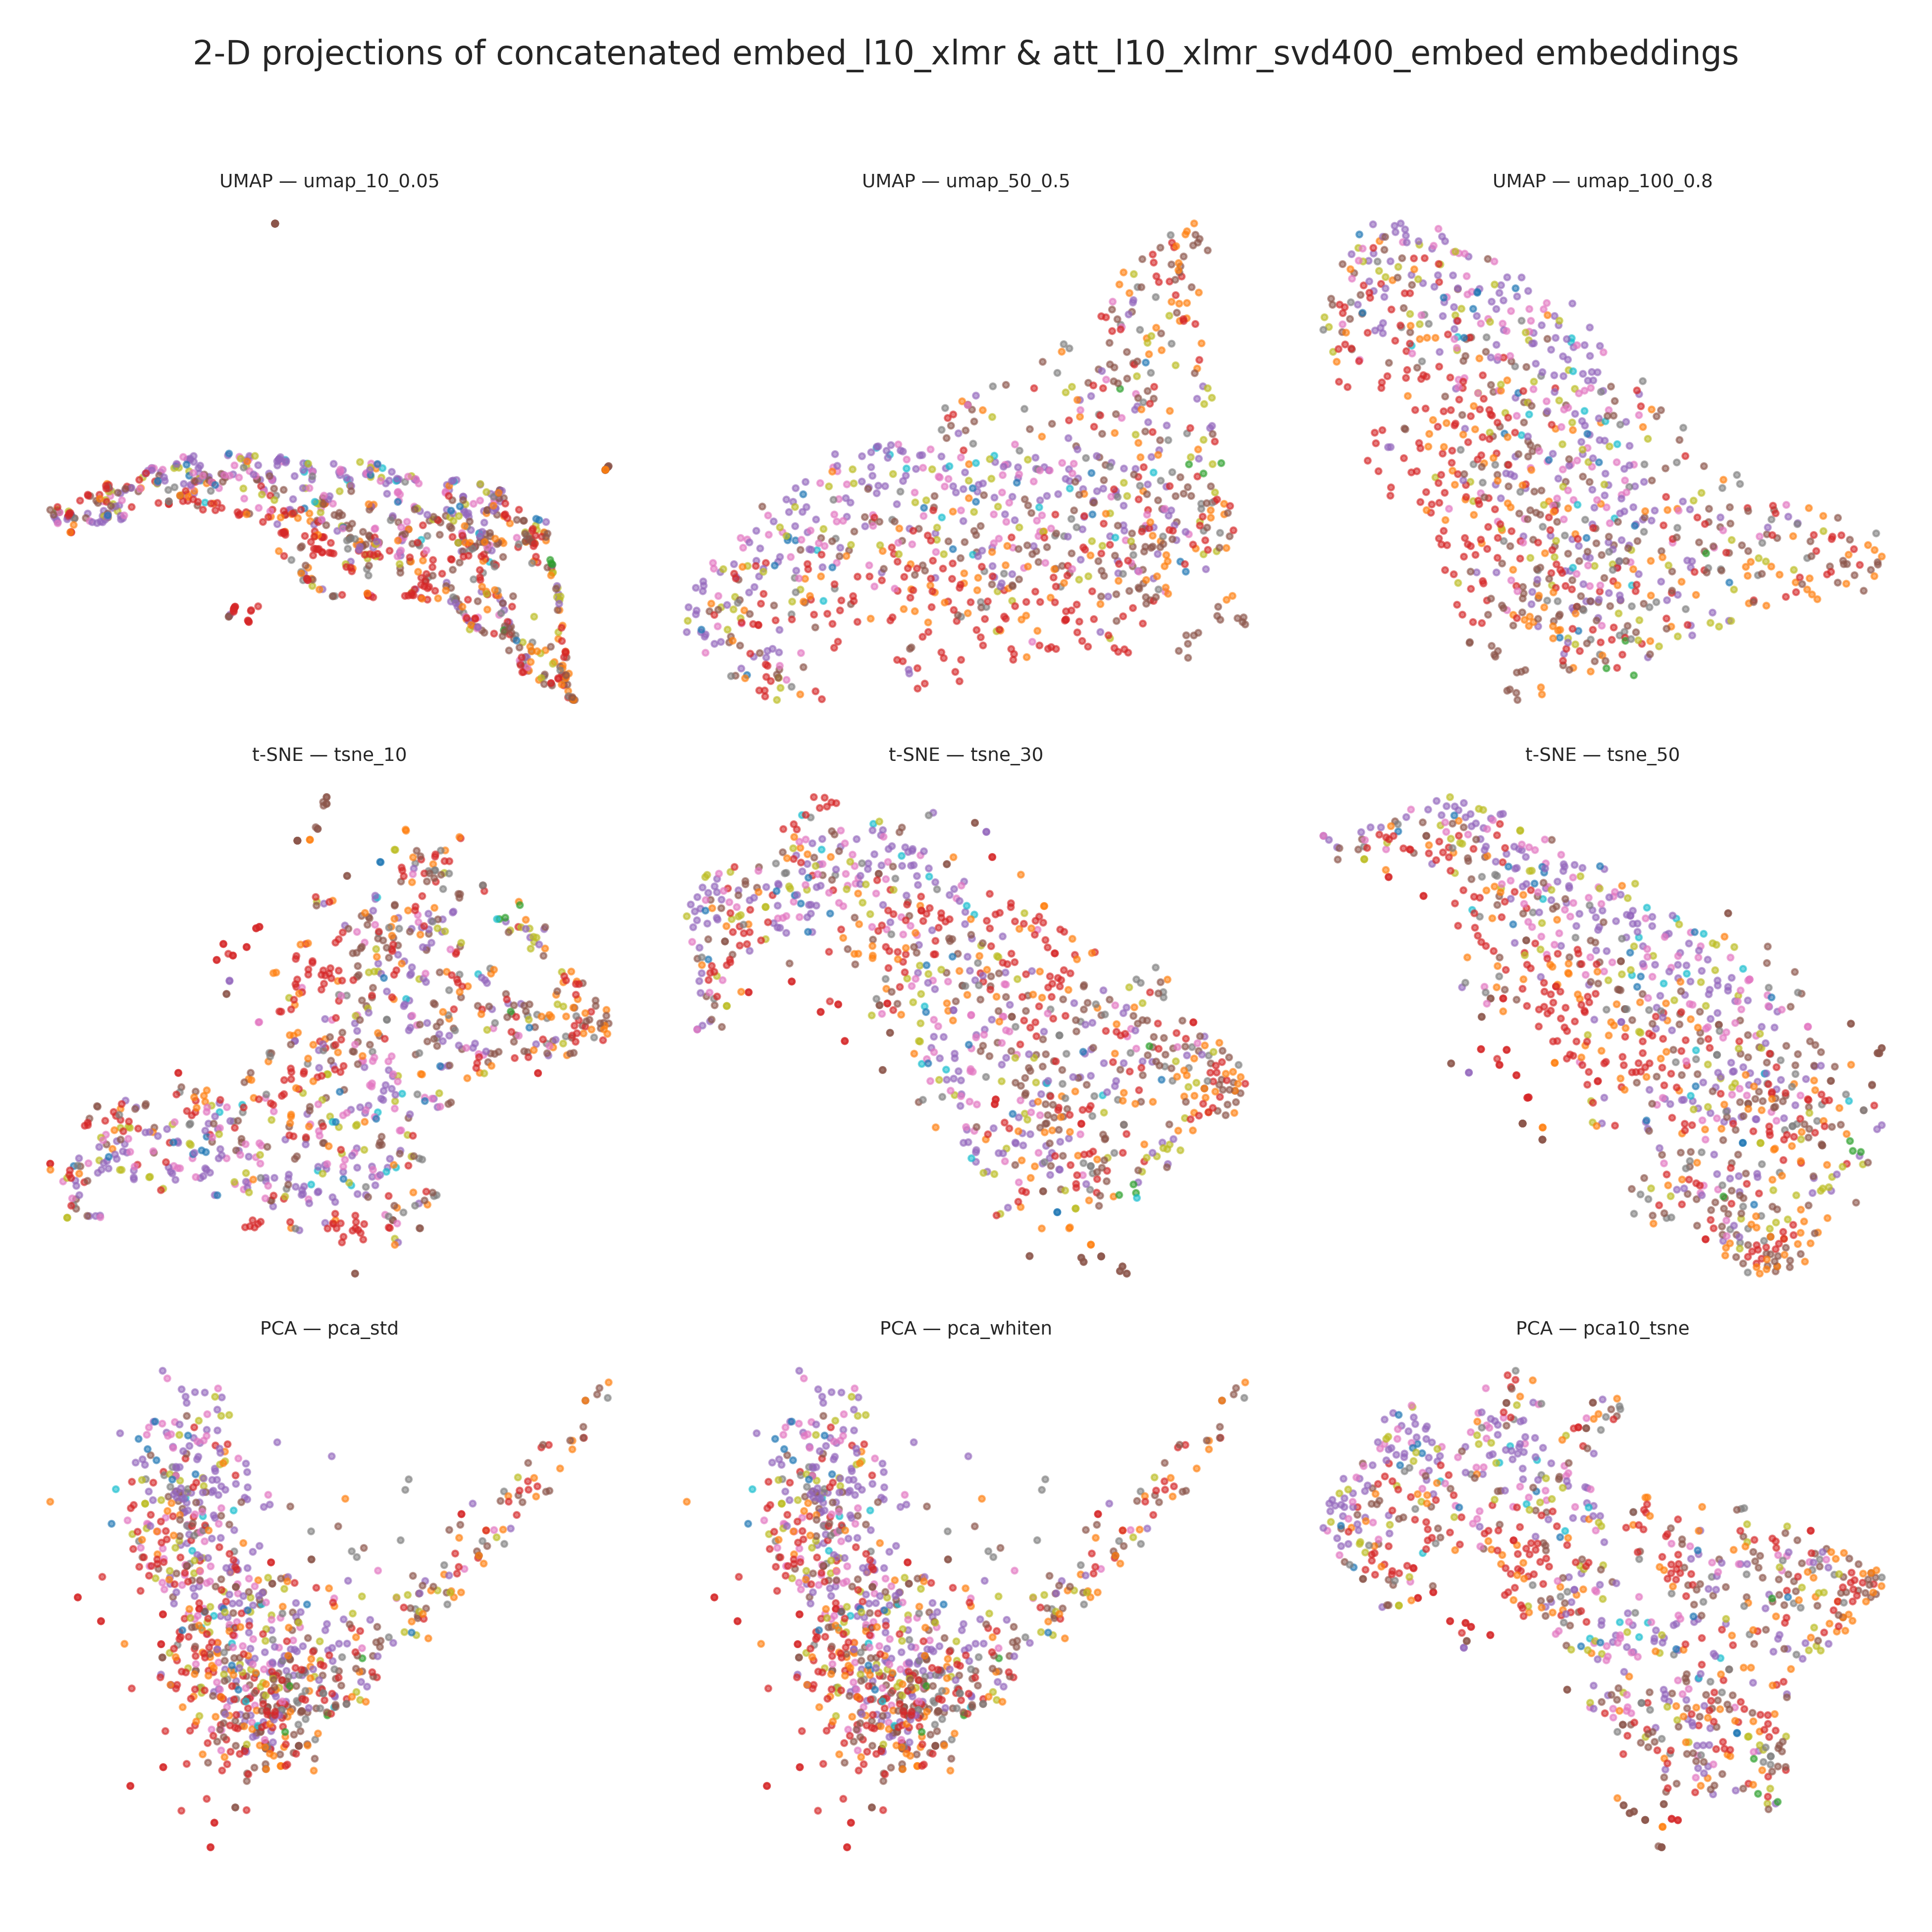 2-D projections of concatenated embed_l10_xlmr & att_l10_xlmr_svd400_embed embeddings
UMAP — umap_10_0.05
UMAP — umap_50_0.5
UMAP — umap_100_0.8
t-SNE — tsne_10
t-SNE — tsne_30
t-SNE — tsne_50
PCA — pca_std
PCA — pca_whiten
PCA — pca10_tsne